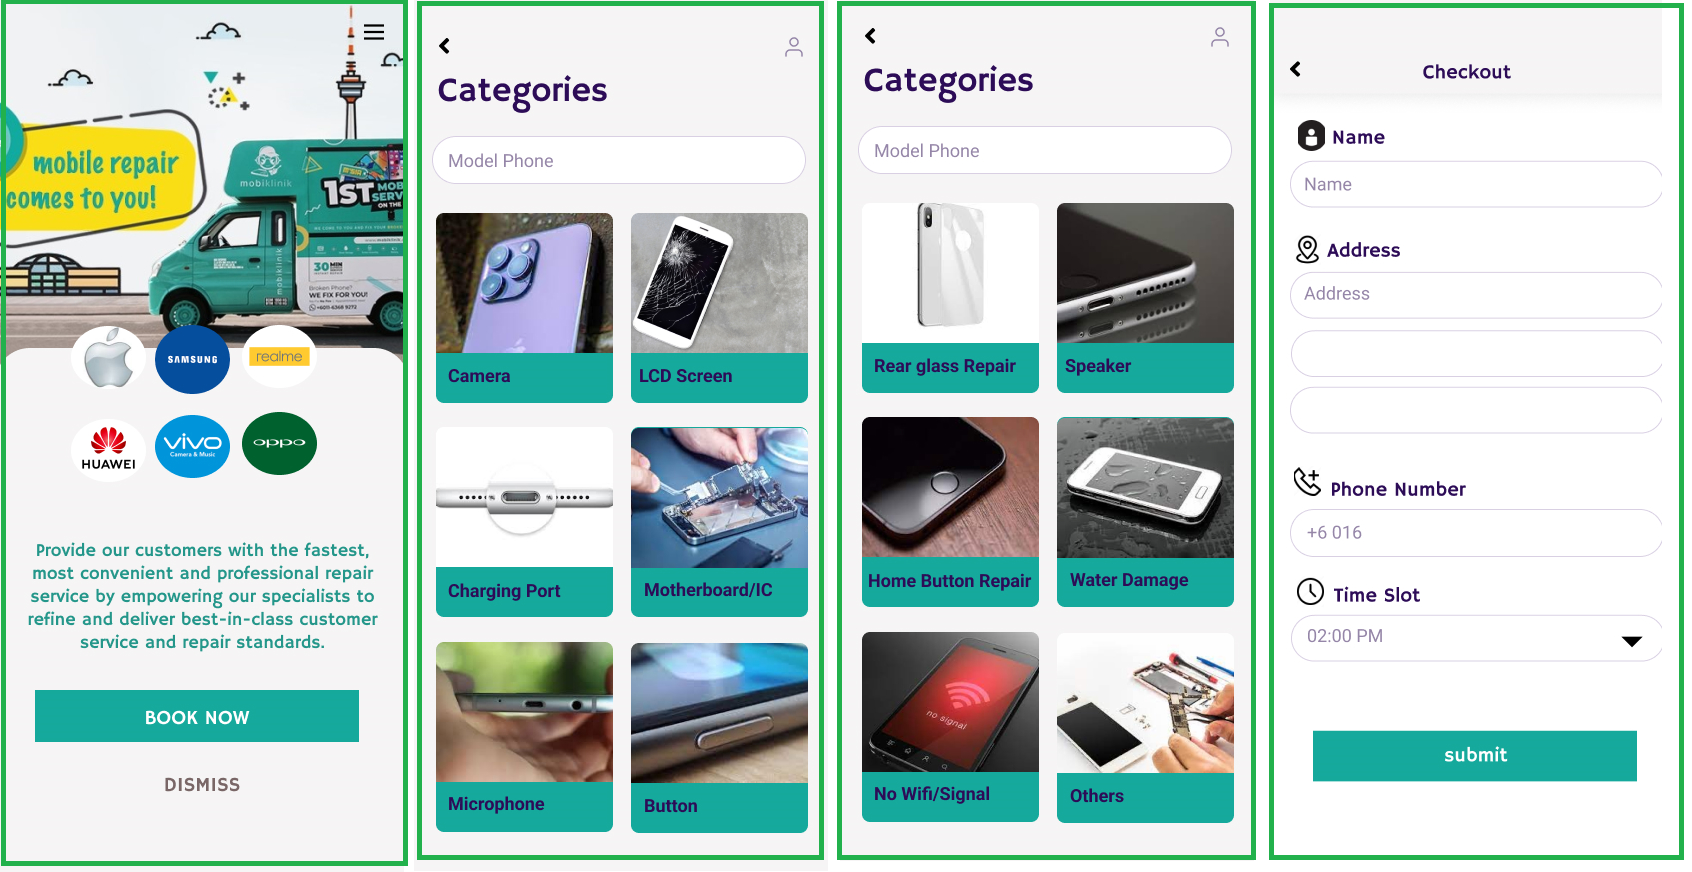 mobile repair
comes to you!
mobiklinik
1ST MOB
SERV
ON THE
30 MIN
Broken Phone?
WE FIX FOR YOU!
mobiklinik
SAMSUNG
realme
HUAWEI
vivo
Camera & Music
oppo
Provide our customers with the fastest,
most convenient and professional repair
service by empowering our specialists to
refine and deliver best-in-class customer
service and repair standards.
BOOK NOW
DISMISS
Categories
Model Phone
Camera
LCD Screen
Charging Port
Motherboard/IC
Microphone
Button
Categories
Model Phone
Rear glass Repair
Speaker
Home Button Repair
Water Damage
no signal
No Wifi/Signal
Others
Checkout
Name
Name
Address
Address
Phone Number
+6 016
Time Slot
02:00 PM
submit